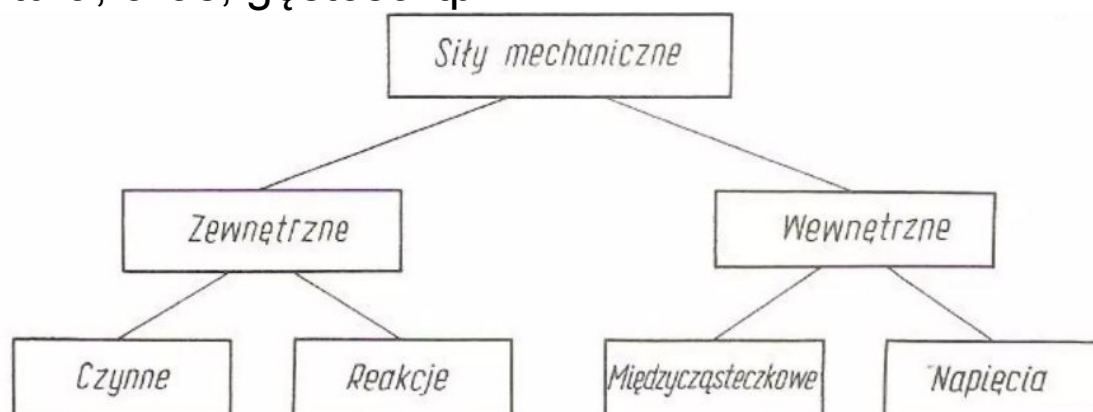 Siły mechaniczne
Zewnętrzne
Wewnętrzne
Czynne
Reakcje
Międzycząsteczkowe
Napięcia